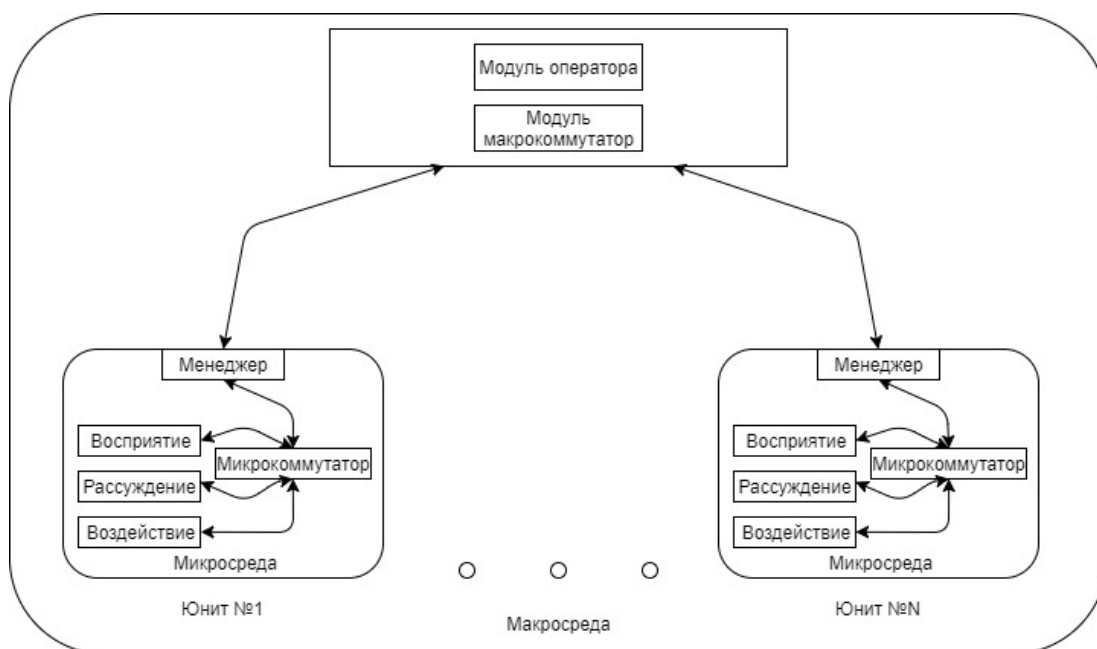 Модуль оператора
Модуль
макрокоммутатор
Менеджер
Восприятие
Микрокоммутатор
Рассуждение
Воздействие
Микросреда
Юнит №1
Менеджер
Восприятие
Микрокоммутатор
Рассуждение
Воздействие
Микросреда
Юнит №N
Макросреда